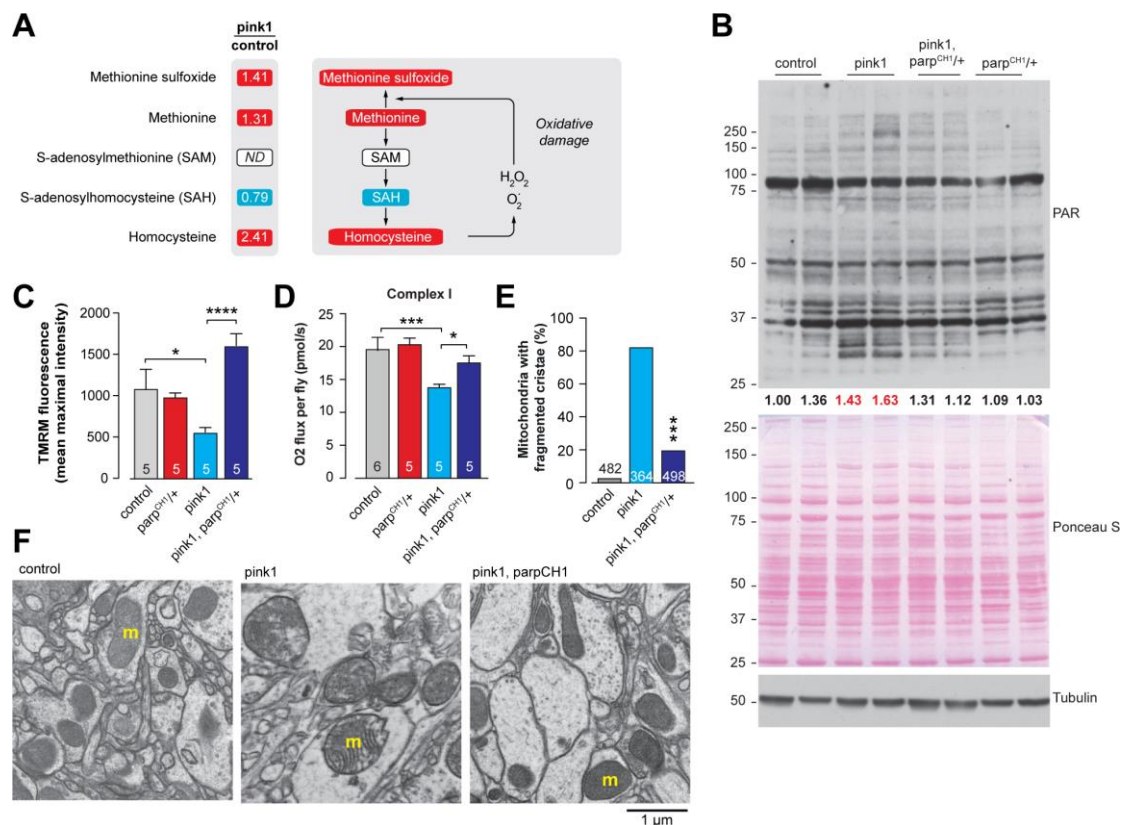 A
pink1
control
Methionine sulfoxide
1.41
Methionine
1.31
S-adenosylmethionine (SAM)
ND
S-adenosylhomocysteine (SAH)
0.79
Homocysteine
2.41
Methionine sulfoxide
Methionine
SAM
SAH
Homocysteine
Oxidative
damage
H2O2
O2-
B
control
pink1
pink1,
parpCH1/+
parpCH1/+
250
150
100
75
50
37
25
PAR
1.00 1.36 1.43 1.63 1.31 1.12 1.09 1.03
250
150
100
75
50
37
25
Ponceau S
50
Tubulin
C
TMRM fluorescence
(mean maximal intensity)
2000
1500
1000
500
0
*
****
5 5 5 5
control
parpCH1/+
pink1
pink1, parpCH1/+
D
Complex I
O2 flux per fly (pmol/s)
25
20
15
10
5
0
***
*
6 5 5 5
control
parpCH1/+
pink1
pink1, parpCH1/+
E
Mitochondria with
fragmented cristae (%)
100
80
60
40
20
0
***
482 364 498
control
pink1
pink1, parpCH1/+
F
control
m
pink1
m
pink1, parpCH1
m
1 µm